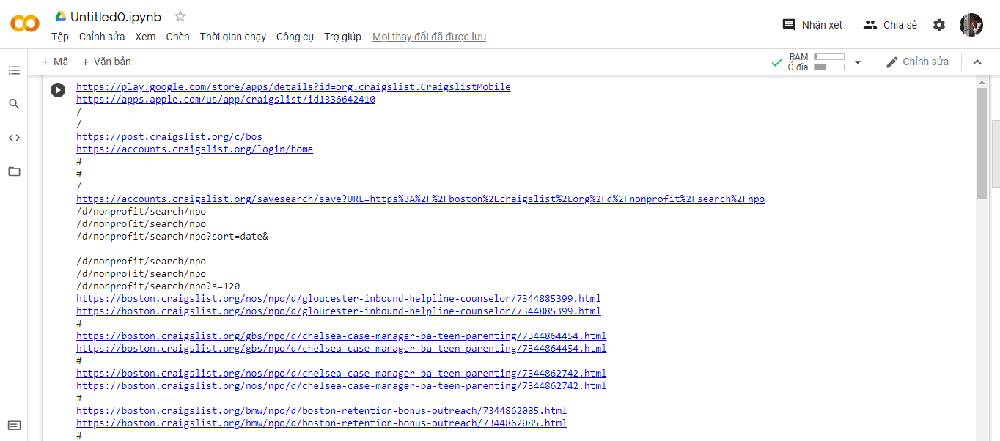 Untitled0.ipynb
Tệp Chỉnh sửa Xem Chèn Thời gian chạy Công cụ Trợ giúp Mọi thay đổi đã được lưu
Nhận xét Chia sẻ
+ Mã + Văn bản
RAM
Ổ đĩa
Chỉnh sửa
https://play.google.com/store/apps/details?id=org.craigslist.CraigslistMobile
https://apps.apple.com/us/app/craigslist/id1336642410
/
/
https://post.craigslist.org/c/bos
https://accounts.craigslist.org/login/home
#
#
/
https://accounts.craigslist.org/savesearch/save?URL=https%3A%2F%2Fboston%2Ecraigslist%2Eorg%2Fd%2Fnonprofit%2Fsearch%2Fnpo
/d/nonprofit/search/npo
/d/nonprofit/search/npo
/d/nonprofit/search/npo?sort=date&
/d/nonprofit/search/npo
/d/nonprofit/search/npo
/d/nonprofit/search/npo?s=120
https://boston.craigslist.org/nos/npo/d/gloucester-inbound-helpline-counselor/7344885399.html
https://boston.craigslist.org/nos/npo/d/gloucester-inbound-helpline-counselor/7344885399.html
#
https://boston.craigslist.org/gbs/npo/d/chelsea-case-manager-ba-teen-parenting/7344864454.html
https://boston.craigslist.org/gbs/npo/d/chelsea-case-manager-ba-teen-parenting/7344864454.html
#
https://boston.craigslist.org/nos/npo/d/chelsea-case-manager-ba-teen-parenting/7344862742.html
https://boston.craigslist.org/nos/npo/d/chelsea-case-manager-ba-teen-parenting/7344862742.html
#
https://boston.craigslist.org/bmw/npo/d/boston-retention-bonus-outreach/7344862085.html
https://boston.craigslist.org/bmw/npo/d/boston-retention-bonus-outreach/7344862085.html
#